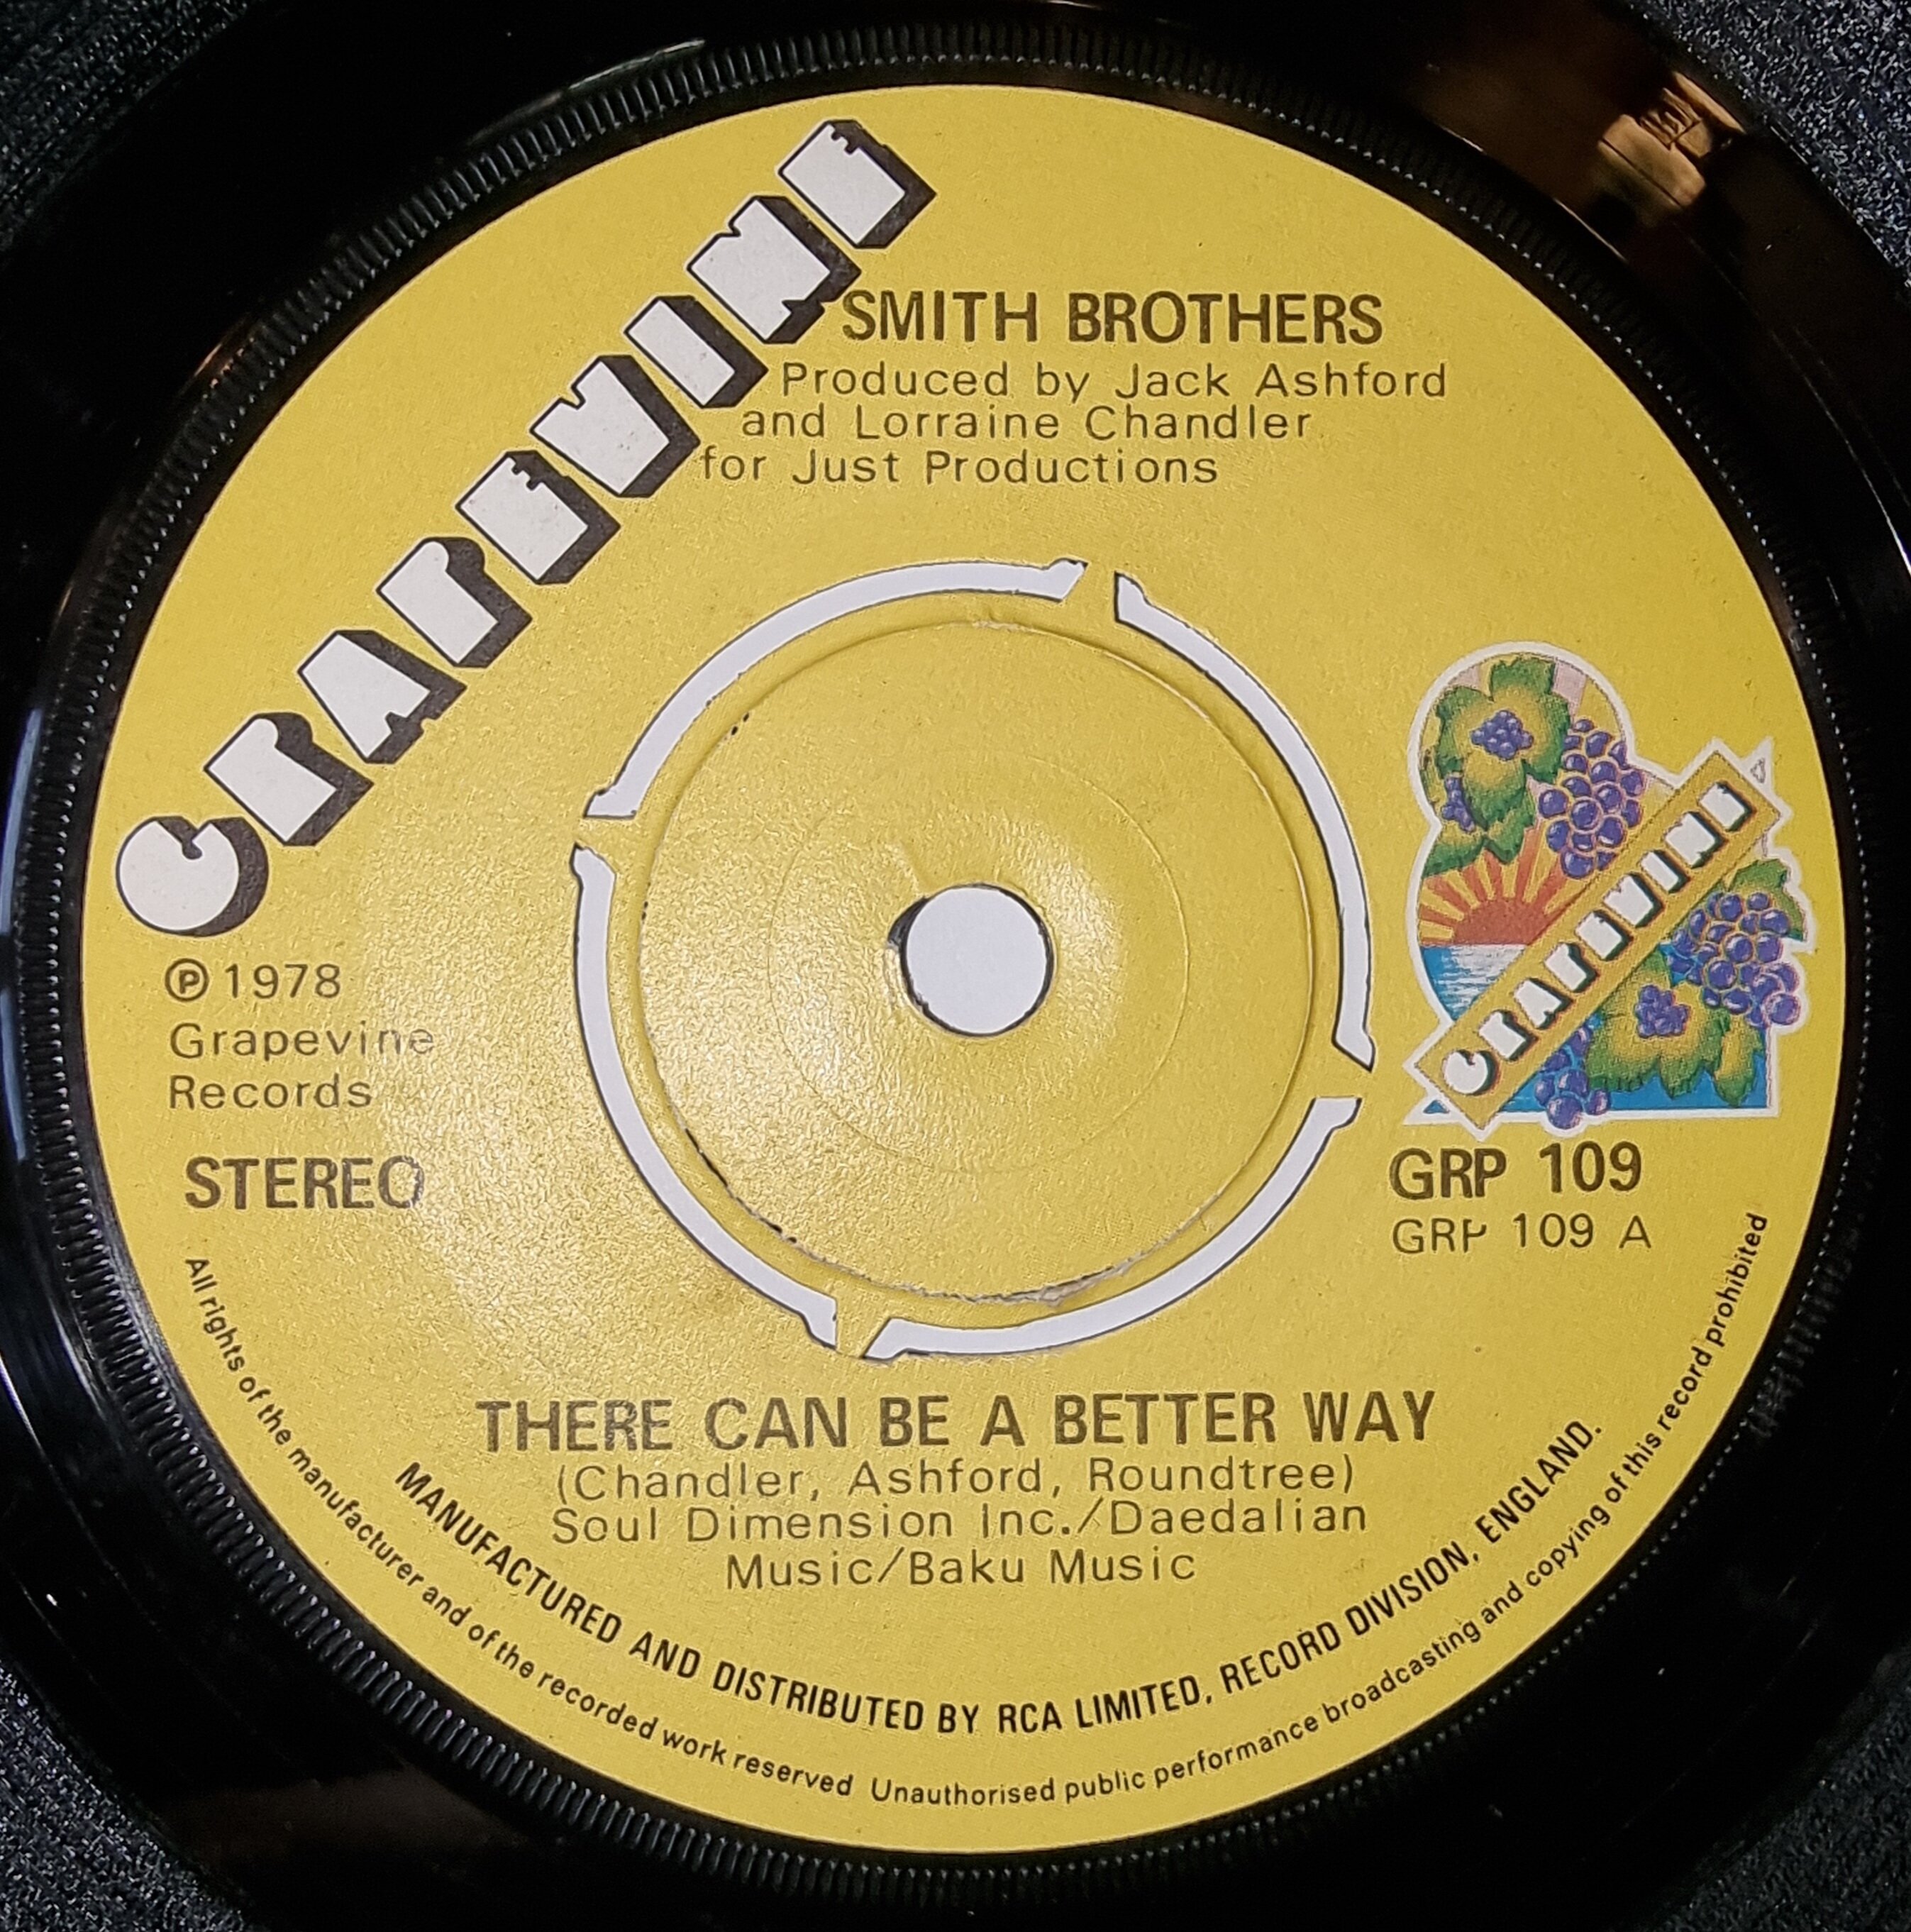 GRAPEVINE
SMITH BROTHERS
Produced by Jack Ashford
and Lorraine Chandler
for Just Productions
℗ 1978
Grapevine
Records
STEREO
GRAPEVINE
GRP 109
GRP 109 A
THERE CAN BE A BETTER WAY
(Chandler, Ashford, Roundtree)
Soul Dimension Inc./Daedalian
Music/Baku Music
MANUFACTURED AND DISTRIBUTED BY RCA LIMITED, RECORD DIVISION, ENGLAND.
All rights of the manufacturer and of the recorded work reserved Unauthorised public performance broadcasting and copying of this record prohibited